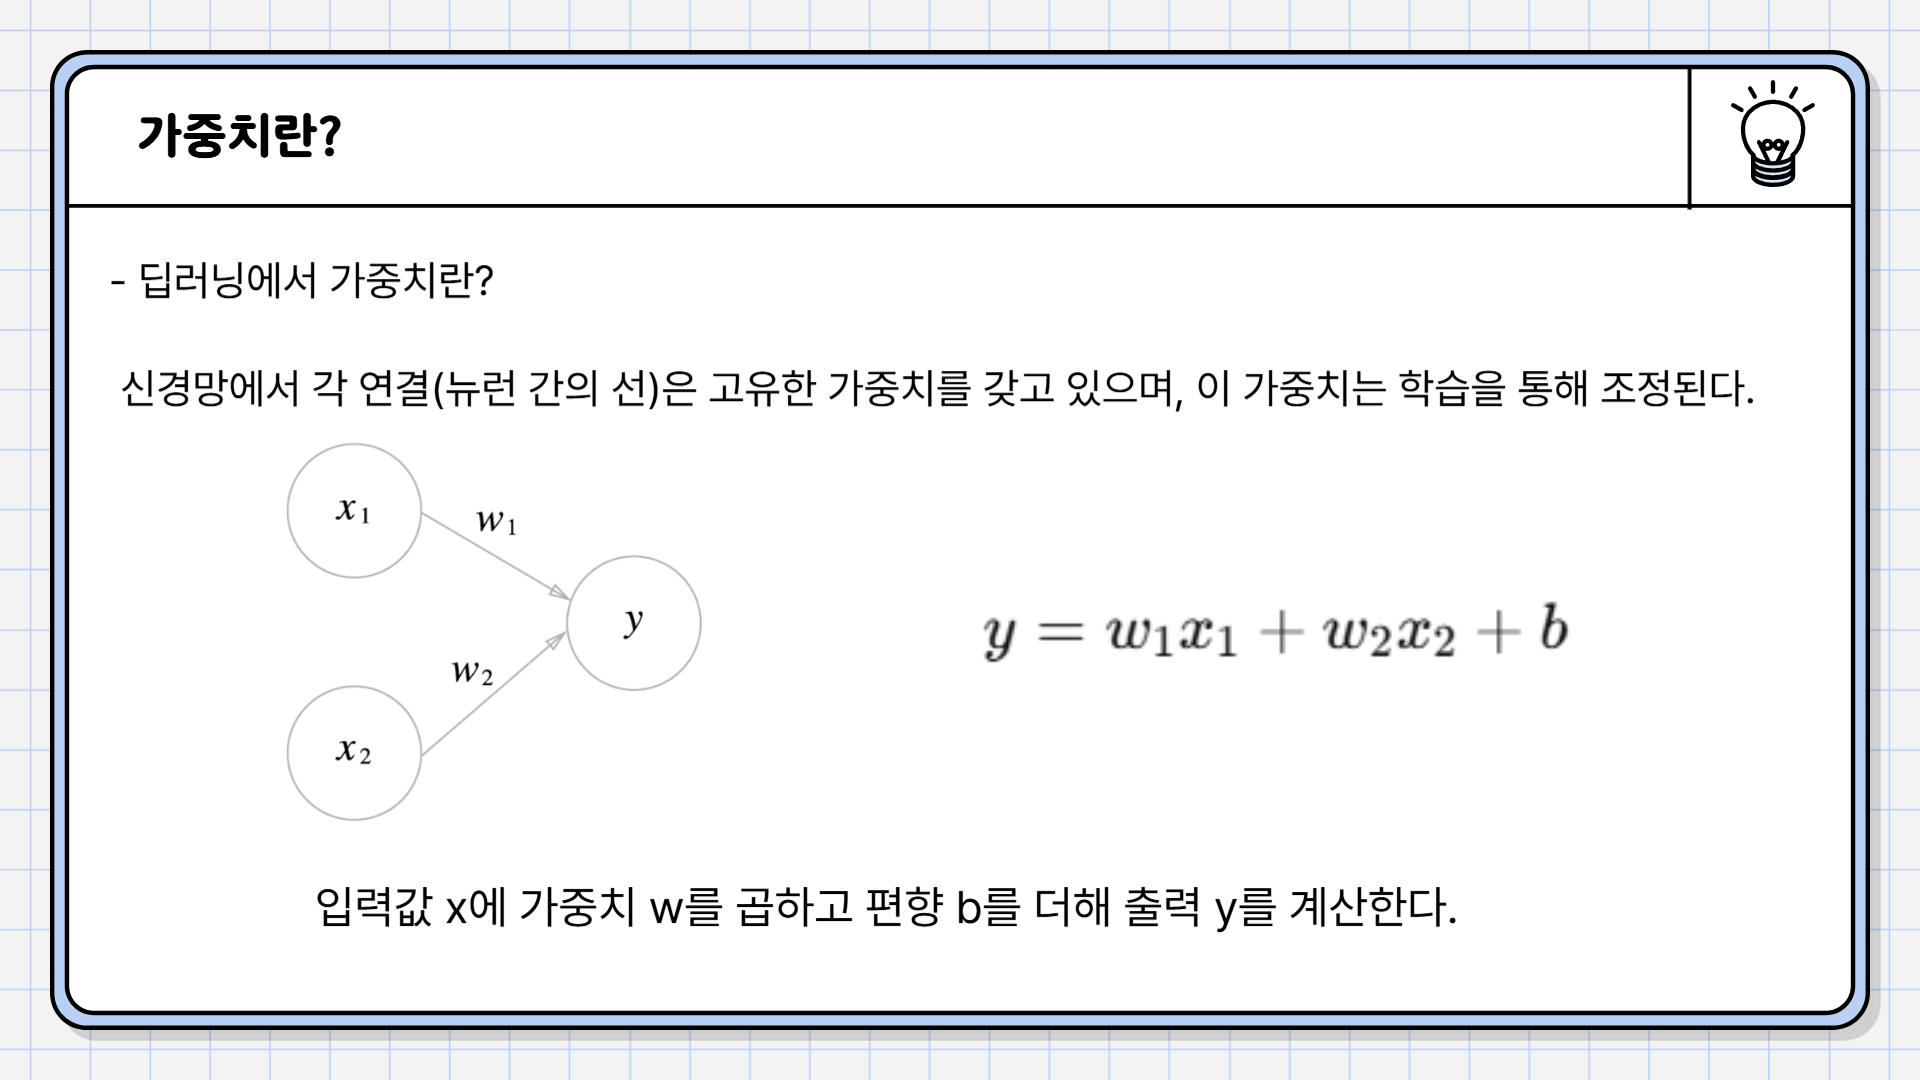 가중치란?
- 딥러닝에서 가중치란?
신경망에서 각 연결(뉴런 간의 선)은 고유한 가중치를 갖고 있으며, 이 가중치는 학습을 통해 조정된다.
x₁
w₁
y
w₂
x₂
y = w₁x₁ + w₂x₂ + b
입력값 x에 가중치 w를 곱하고 편향 b를 더해 출력 y를 계산한다.